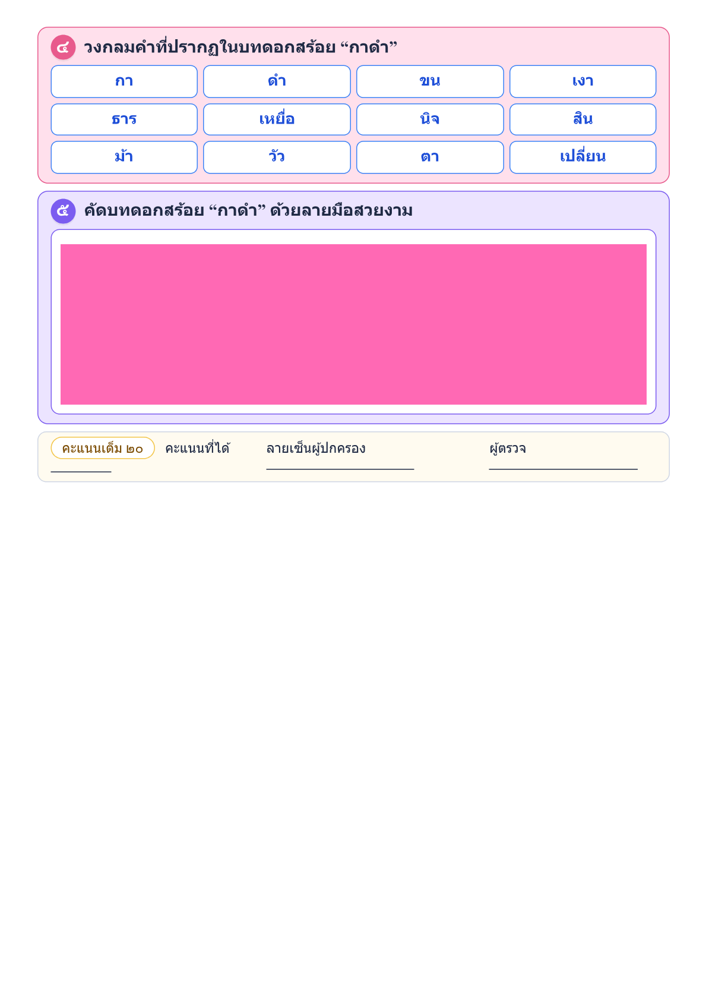 ๔ วงกลมคำที่ปรากฏในบทดอกสร้อย “กาดำ”
กา ดำ ขน เงา
ธาร เหยื่อ นิจ สิน
ม้า วัว ตา เปลี่ยน
๕ คัดบทดอกสร้อย “กาดำ” ด้วยลายมือสวยงาม
คะแนนเต็ม ๒๐ คะแนนที่ได้ ลายเซ็นผู้ปกครอง ผู้ตรวจ